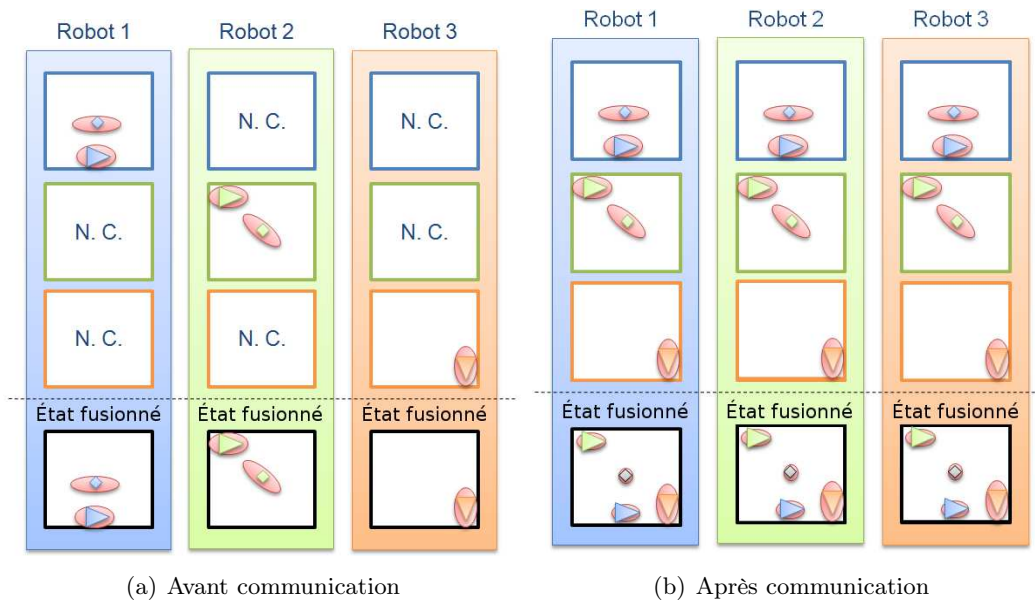 Robot 1 Robot 2 Robot 3
N. C. N. C.
N. C. N. C.
N. C. N. C.
État fusionné État fusionné État fusionné
(a) Avant communication
Robot 1 Robot 2 Robot 3
État fusionné État fusionné État fusionné
(b) Après communication